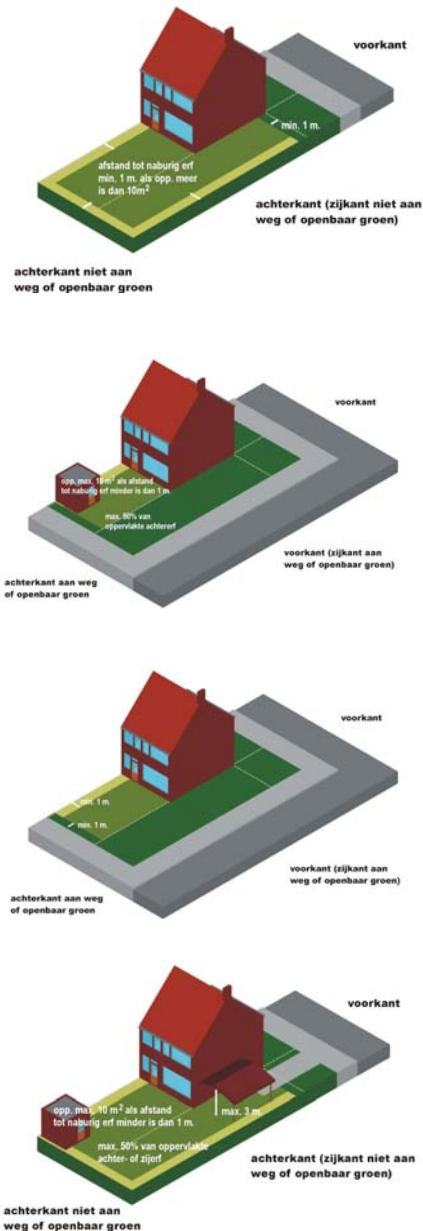 voorkant
min. 1 m.
afstand tot naburig erf
min. 1 m. als opp. meer
is dan 10m²
achterkant (zijkant niet aan
weg of openbaar groen)
achterkant niet aan
weg of openbaar groen
voorkant
opp. max. 10 m² als afstand
tot naburig erf minder is dan 1 m.
max. 50% van
oppervlakte achtererf
voorkant (zijkant aan
weg of openbaar groen)
achterkant aan weg
of openbaar groen
voorkant
min. 1 m.
min. 1 m.
voorkant (zijkant aan
weg of openbaar groen)
achterkant aan weg
of openbaar groen
voorkant
opp. max. 10 m² als afstand
tot naburig erf minder is dan 1 m.
max. 3 m.
max. 50% van oppervlakte
achter- of zijerf
achterkant (zijkant niet aan
weg of openbaar groen)
achterkant niet aan
weg of openbaar groen